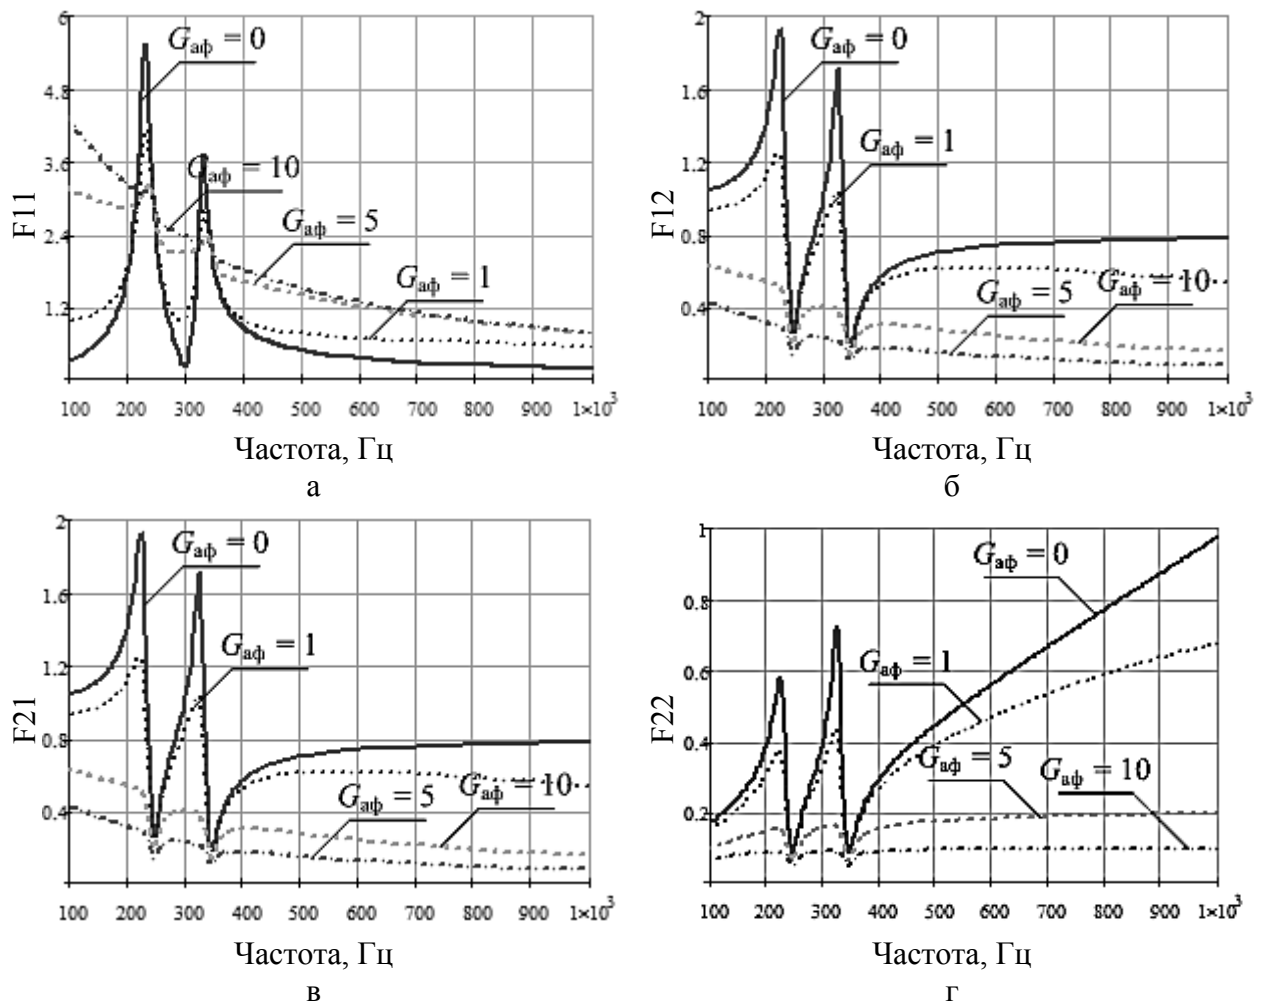 6
4.8
3.6
2.4
1.2
F11
G_аф = 0
G_аф = 10
G_аф = 5
G_аф = 1
100 200 300 400 500 600 700 800 900 1×10³
Частота, Гц
а
2
1.6
1.2
0.8
0.4
F12
G_аф = 0
G_аф = 1
G_аф = 5
G_аф = 10
100 200 300 400 500 600 700 800 900 1×10³
Частота, Гц
б
2
1.6
1.2
0.8
0.4
F21
G_аф = 0
G_аф = 1
G_аф = 5
G_аф = 10
100 200 300 400 500 600 700 800 900 1×10³
Частота, Гц
в
1
0.8
0.6
0.4
0.2
F22
G_аф = 0
G_аф = 1
G_аф = 5
G_аф = 10
100 200 300 400 500 600 700 800 900 1×10³
Частота, Гц
г